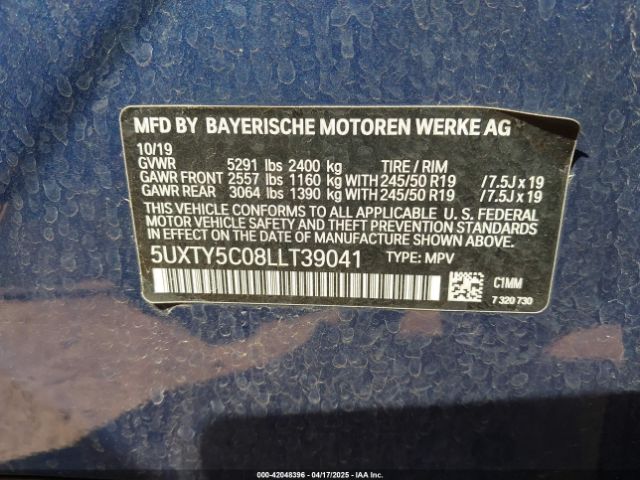 MFD BY BAYERISCHE MOTOREN WERKE AG
10/19
GVWR 5291 lbs 2400 kg TIRE / RIM
GAWR FRONT 2557 lbs 1160 kg WITH 245/50 R19 / 7.5J x 19
GAWR REAR 3064 lbs 1390 kg WITH 245/50 R19 / 7.5J x 19
THIS VEHICLE CONFORMS TO ALL APPLICABLE U. S. FEDERAL
MOTOR VEHICLE SAFETY AND THEFT PREVENTION STANDARDS
IN EFFECT ON THE DATE OF MANUFACTURE SHOWN ABOVE.
5UXTY5C08LLT39041 TYPE: MPV
C1MM
7 320 730
000-42048396 - 04/17/2025 - IAA Inc.